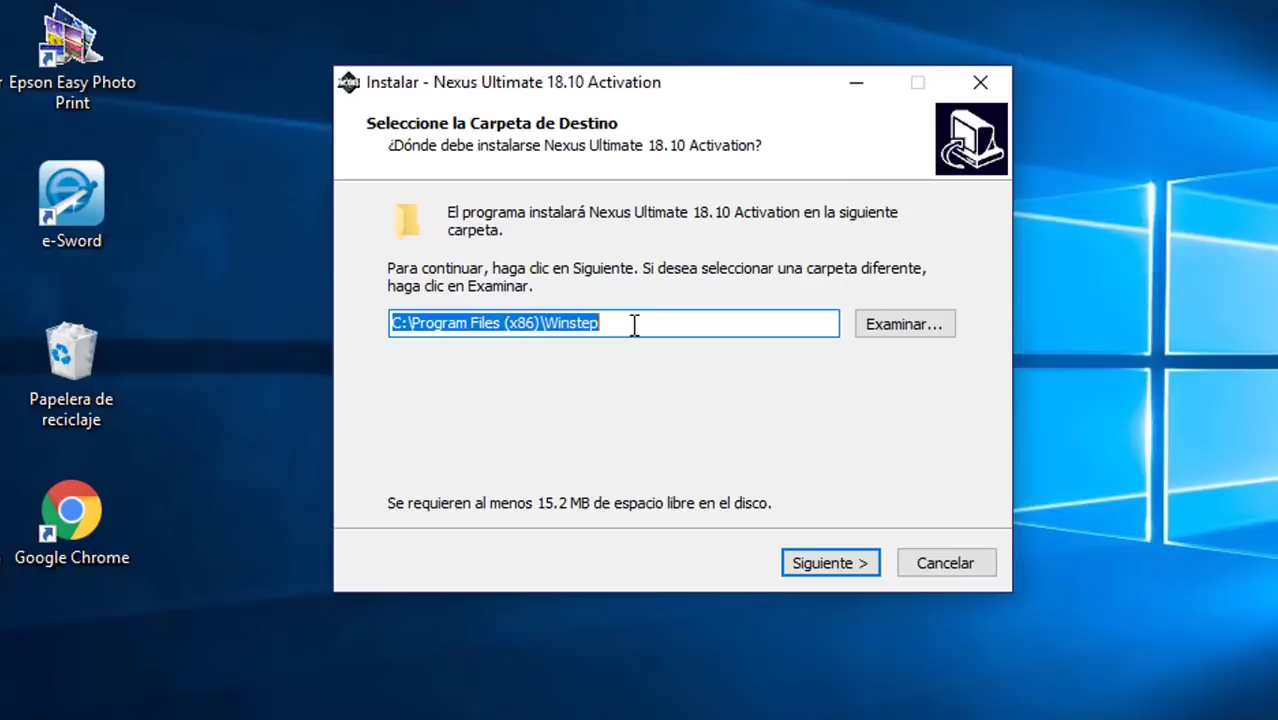 Epson Easy Photo
Print
e-Sword
Papelera de
reciclaje
Google Chrome
Instalar - Nexus Ultimate 18.10 Activation
Seleccione la Carpeta de Destino
¿Dónde debe instalarse Nexus Ultimate 18.10 Activation?
El programa instalará Nexus Ultimate 18.10 Activation en la siguiente
carpeta.
Para continuar, haga clic en Siguiente. Si desea seleccionar una carpeta diferente,
haga clic en Examinar.
C:\Program Files (x86)\Winstep
Examinar...
Se requieren al menos 15.2 MB de espacio libre en el disco.
Siguiente >
Cancelar